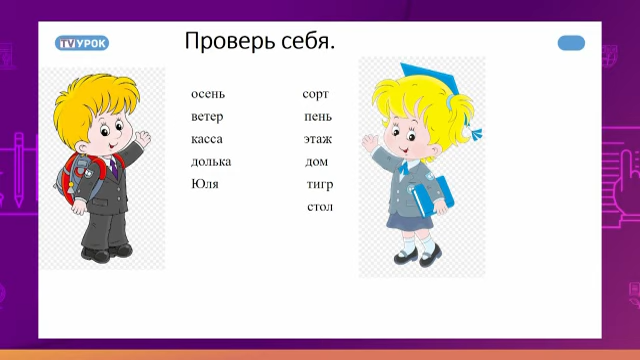 TVУРОК
Проверь себя.
осень сорт
ветер пень
касса этаж
долька дом
Юля тигр
стол